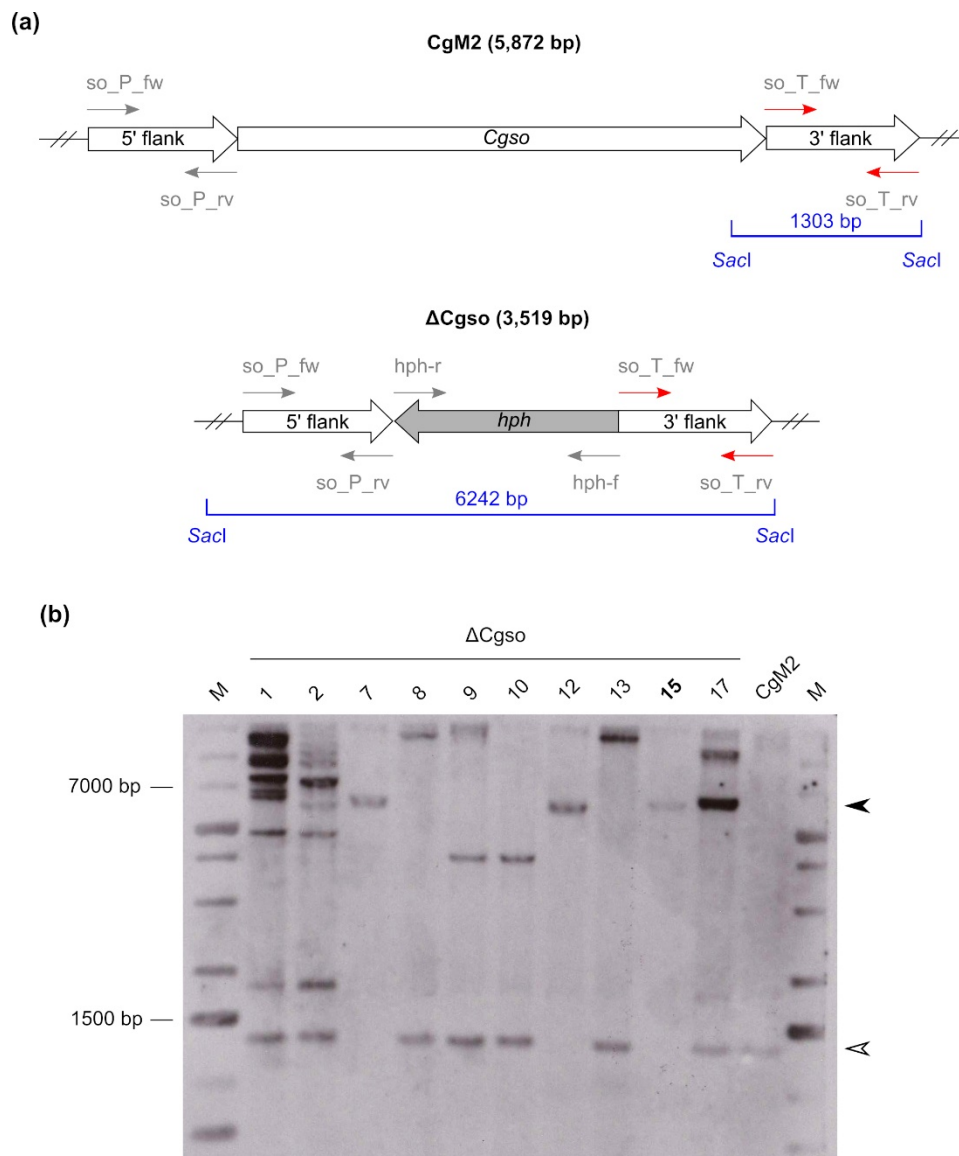 (a)
CgM2 (5,872 bp)
so_P_fw so_T_fw
5' flank Cgso 3' flank
so_P_rv so_T_rv
1303 bp
SacI SacI
ΔCgso (3,519 bp)
so_P_fw hph-r so_T_fw
5' flank hph 3' flank
so_P_rv hph-f so_T_rv
6242 bp
SacI SacI
(b)
ΔCgso
M 1 2 7 8 9 10 12 13 15 17 CgM2 M
7000 bp
1500 bp